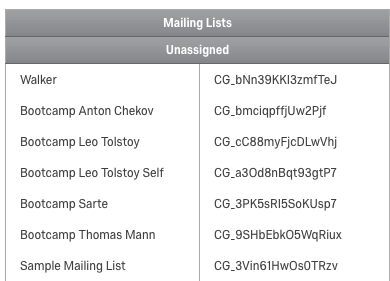 Mailing Lists
Unassigned
Walker CG_bNn39KKI3zmfTeJ
Bootcamp Anton Chekov CG_bmciqpffjUw2Pjf
Bootcamp Leo Tolstoy CG_cC88myFjcDLwVhj
Bootcamp Leo Tolstoy Self CG_a3Od8nBqt93gtP7
Bootcamp Sarte CG_3PK5sRI5SoKUsp7
Bootcamp Thomas Mann CG_9SHbEbkO5WqRiux
Sample Mailing List CG_3Vin61HwOs0TRzv